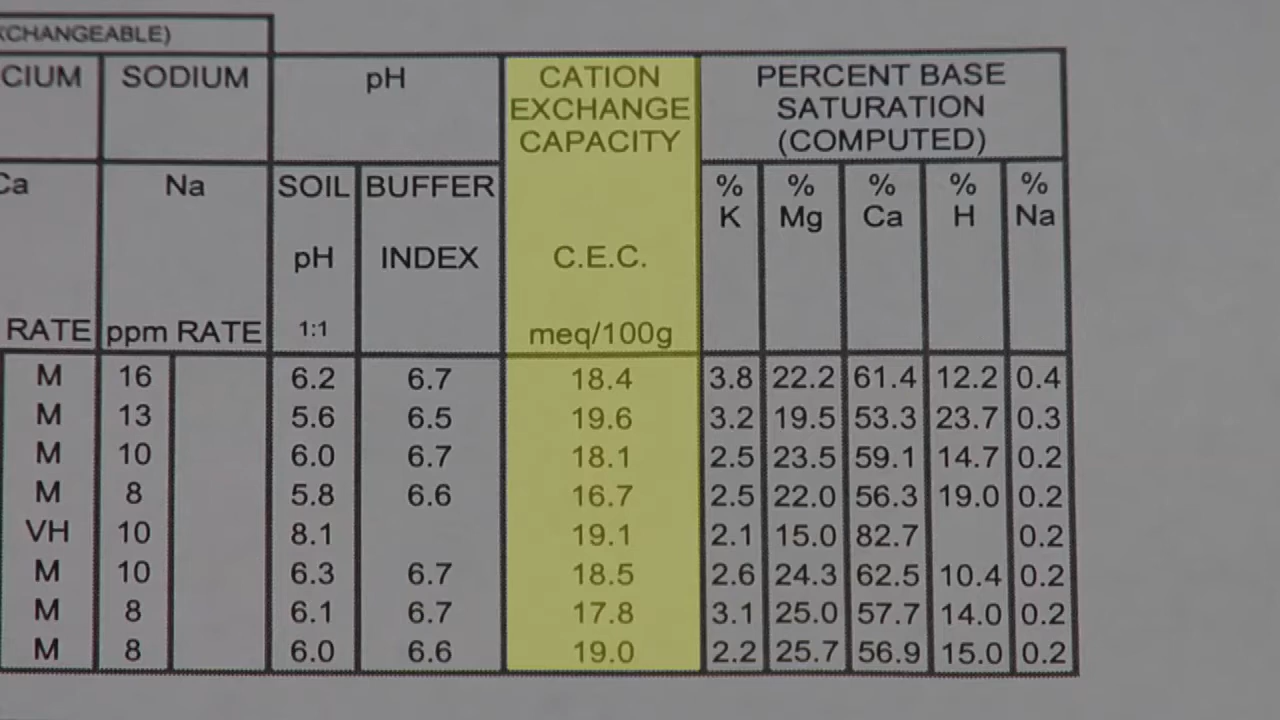 XCHANGEABLE)
CIUM SODIUM pH CATION EXCHANGE CAPACITY PERCENT BASE SATURATION (COMPUTED)
Ca Na SOIL pH 1:1 BUFFER INDEX C.E.C. meq/100g % K % Mg % Ca % H % Na
RATE ppm RATE
M 16 6.2 6.7 18.4 3.8 22.2 61.4 12.2 0.4
M 13 5.6 6.5 19.6 3.2 19.5 53.3 23.7 0.3
M 10 6.0 6.7 18.1 2.5 23.5 59.1 14.7 0.2
M 8 5.8 6.6 16.7 2.5 22.0 56.3 19.0 0.2
VH 10 8.1 19.1 2.1 15.0 82.7 0.2
M 10 6.3 6.7 18.5 2.6 24.3 62.5 10.4 0.2
M 8 6.1 6.7 17.8 3.1 25.0 57.7 14.0 0.2
M 8 6.0 6.6 19.0 2.2 25.7 56.9 15.0 0.2